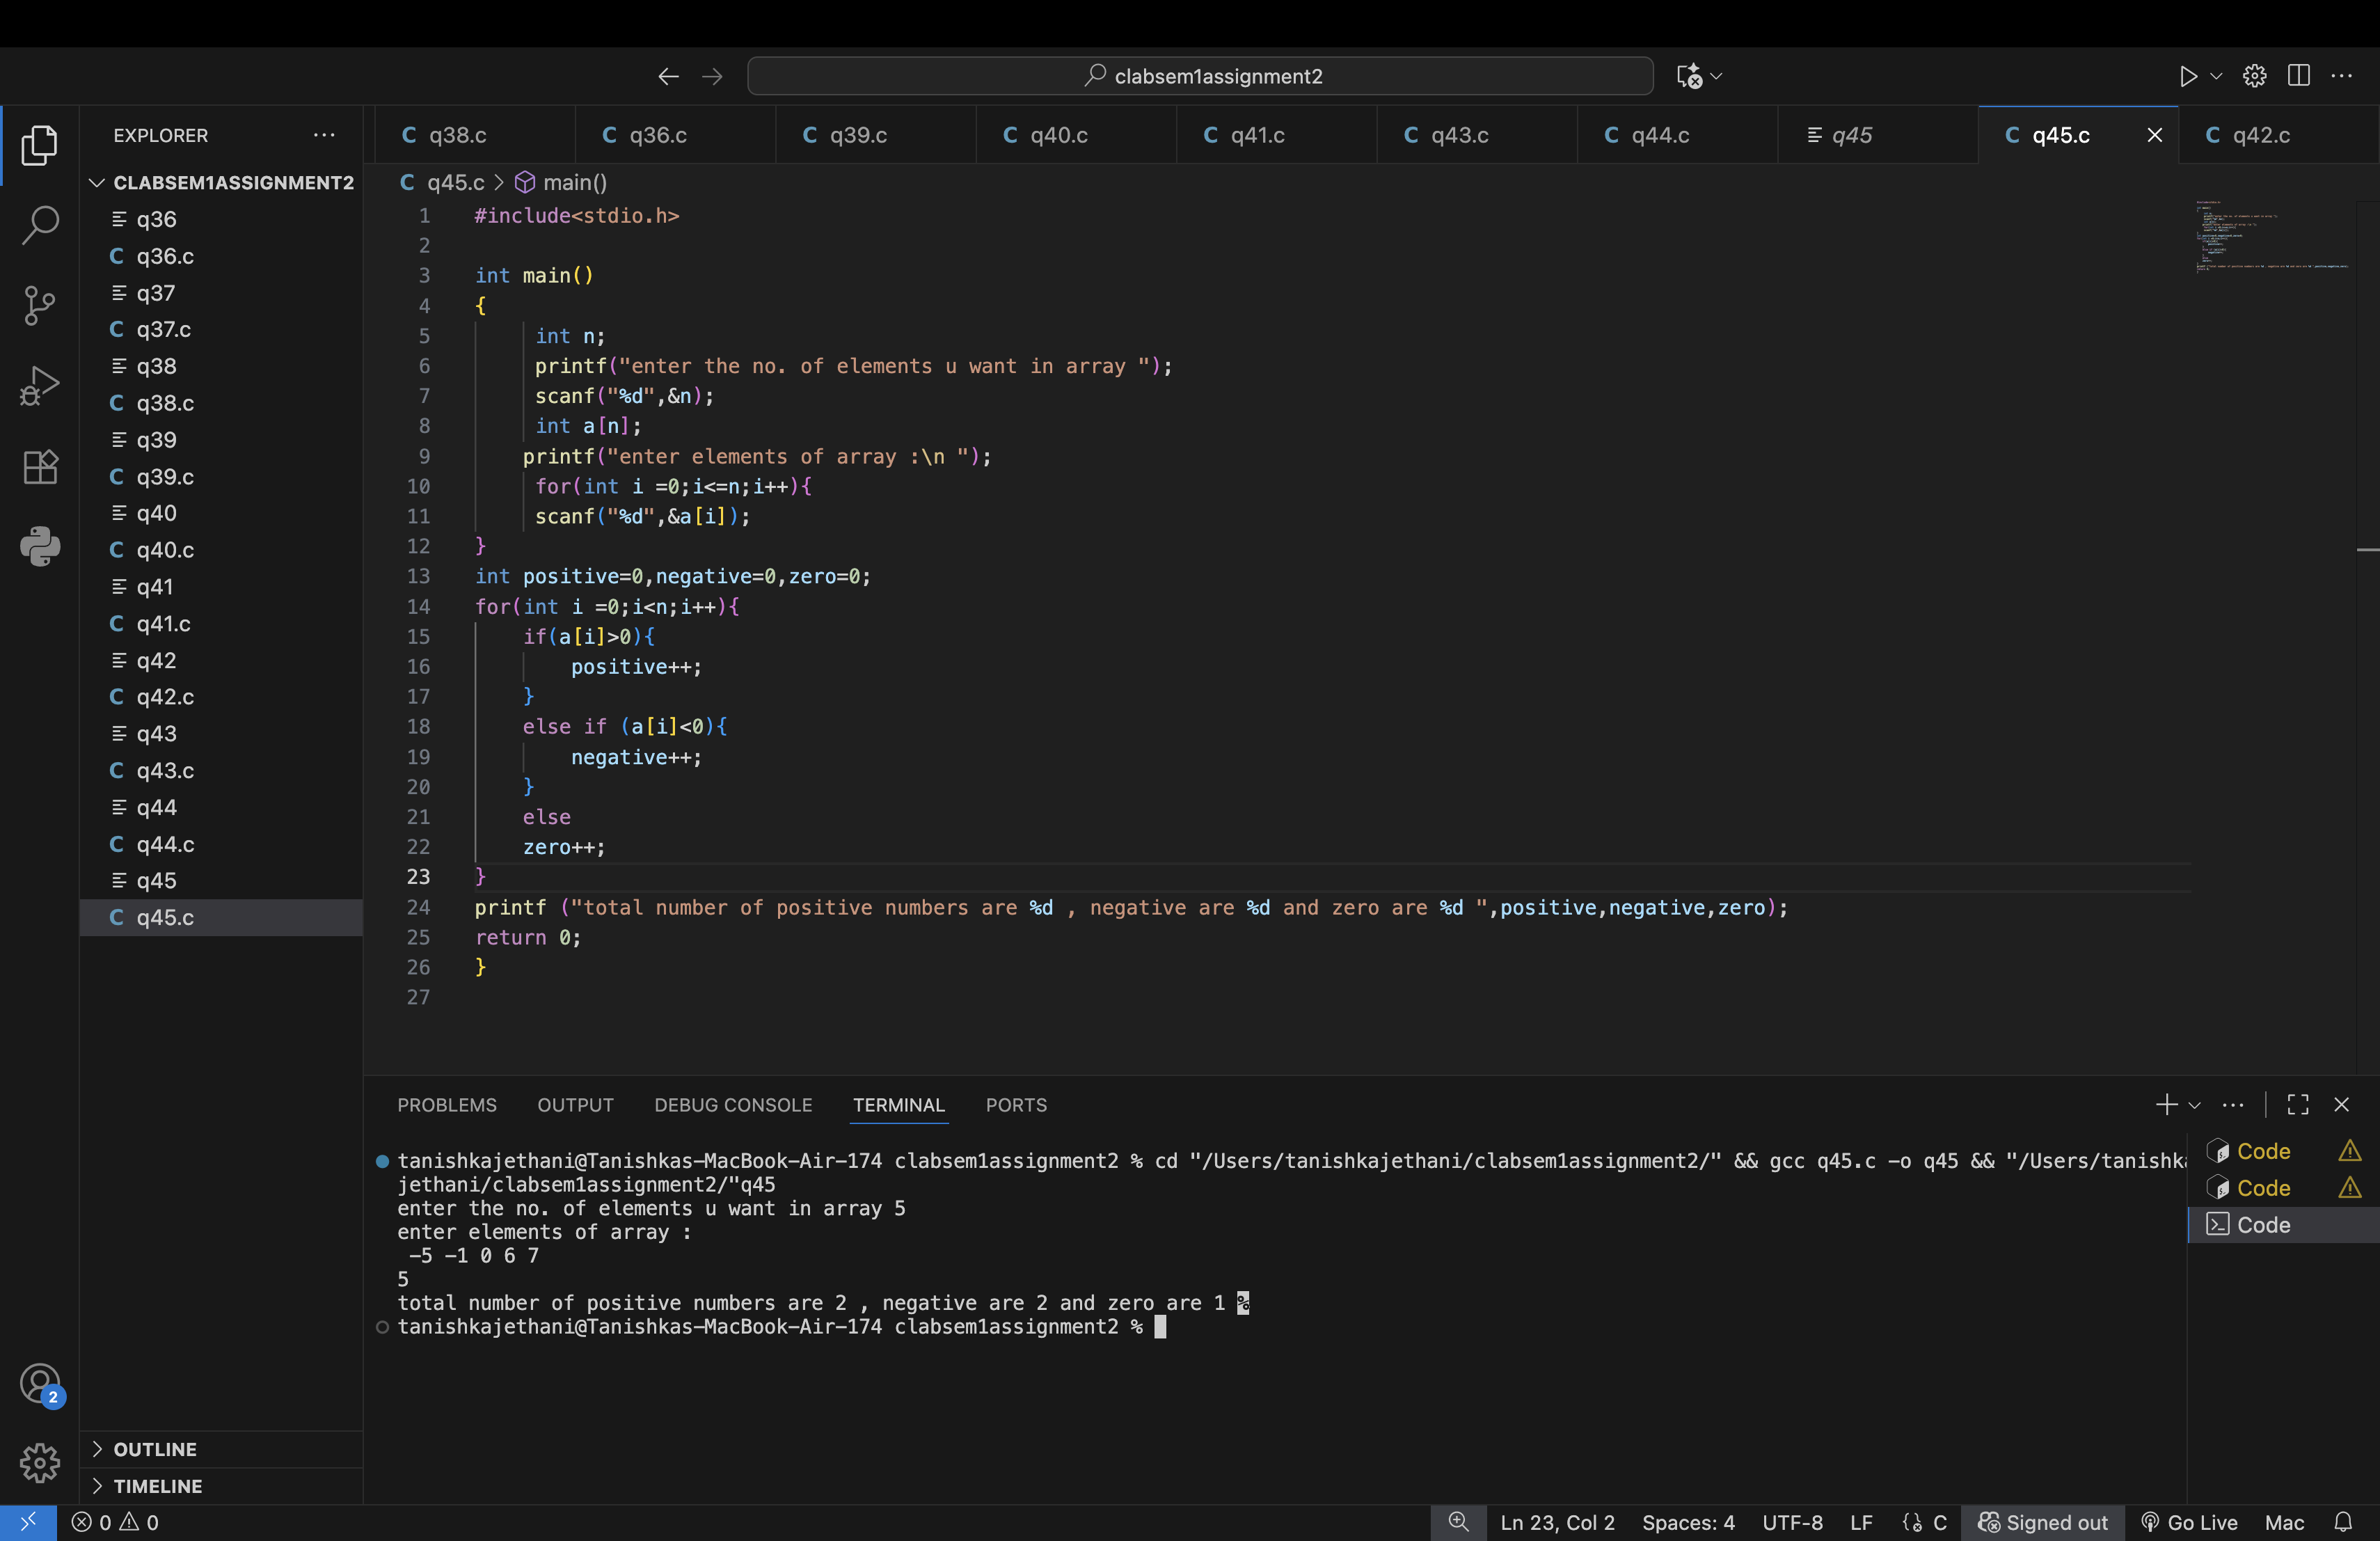 clabsem1assignment2
EXPLORER
CLABSEM1ASSIGNMENT2
q36
q36.c
q37
q37.c
q38
q38.c
q39
q39.c
q40
q40.c
q41
q41.c
q42
q42.c
q43
q43.c
q44
q44.c
q45
q45.c
OUTLINE
TIMELINE
q38.c q36.c q39.c q40.c q41.c q43.c q44.c q45 q45.c q42.c
q45.c > main()
1 #include<stdio.h>
2
3 int main()
4 {
5 int n;
6 printf("enter the no. of elements u want in array ");
7 scanf("%d",&n);
8 int a[n];
9 printf("enter elements of array :\n ");
10 for(int i =0;i<=n;i++){
11 scanf("%d",&a[i]);
12 }
13 int positive=0,negative=0,zero=0;
14 for(int i =0;i<n;i++){
15 if(a[i]>0){
16 positive++;
17 }
18 else if (a[i]<0){
19 negative++;
20 }
21 else
22 zero++;
23 }
24 printf ("total number of positive numbers are %d , negative are %d and zero are %d ",positive,negative,zero);
25 return 0;
26 }
27
PROBLEMS OUTPUT DEBUG CONSOLE TERMINAL PORTS
tanishkajethani@Tanishkas-MacBook-Air-174 clabsem1assignment2 % cd "/Users/tanishkajethani/clabsem1assignment2/" && gcc q45.c -o q45 && "/Users/tanishka
jethani/clabsem1assignment2/"q45
enter the no. of elements u want in array 5
enter elements of array :
-5 -1 0 6 7
5
total number of positive numbers are 2 , negative are 2 and zero are 1 %
tanishkajethani@Tanishkas-MacBook-Air-174 clabsem1assignment2 %
Code
Code
Code
2
0 0
Ln 23, Col 2 Spaces: 4 UTF-8 LF {} C Signed out Go Live Mac